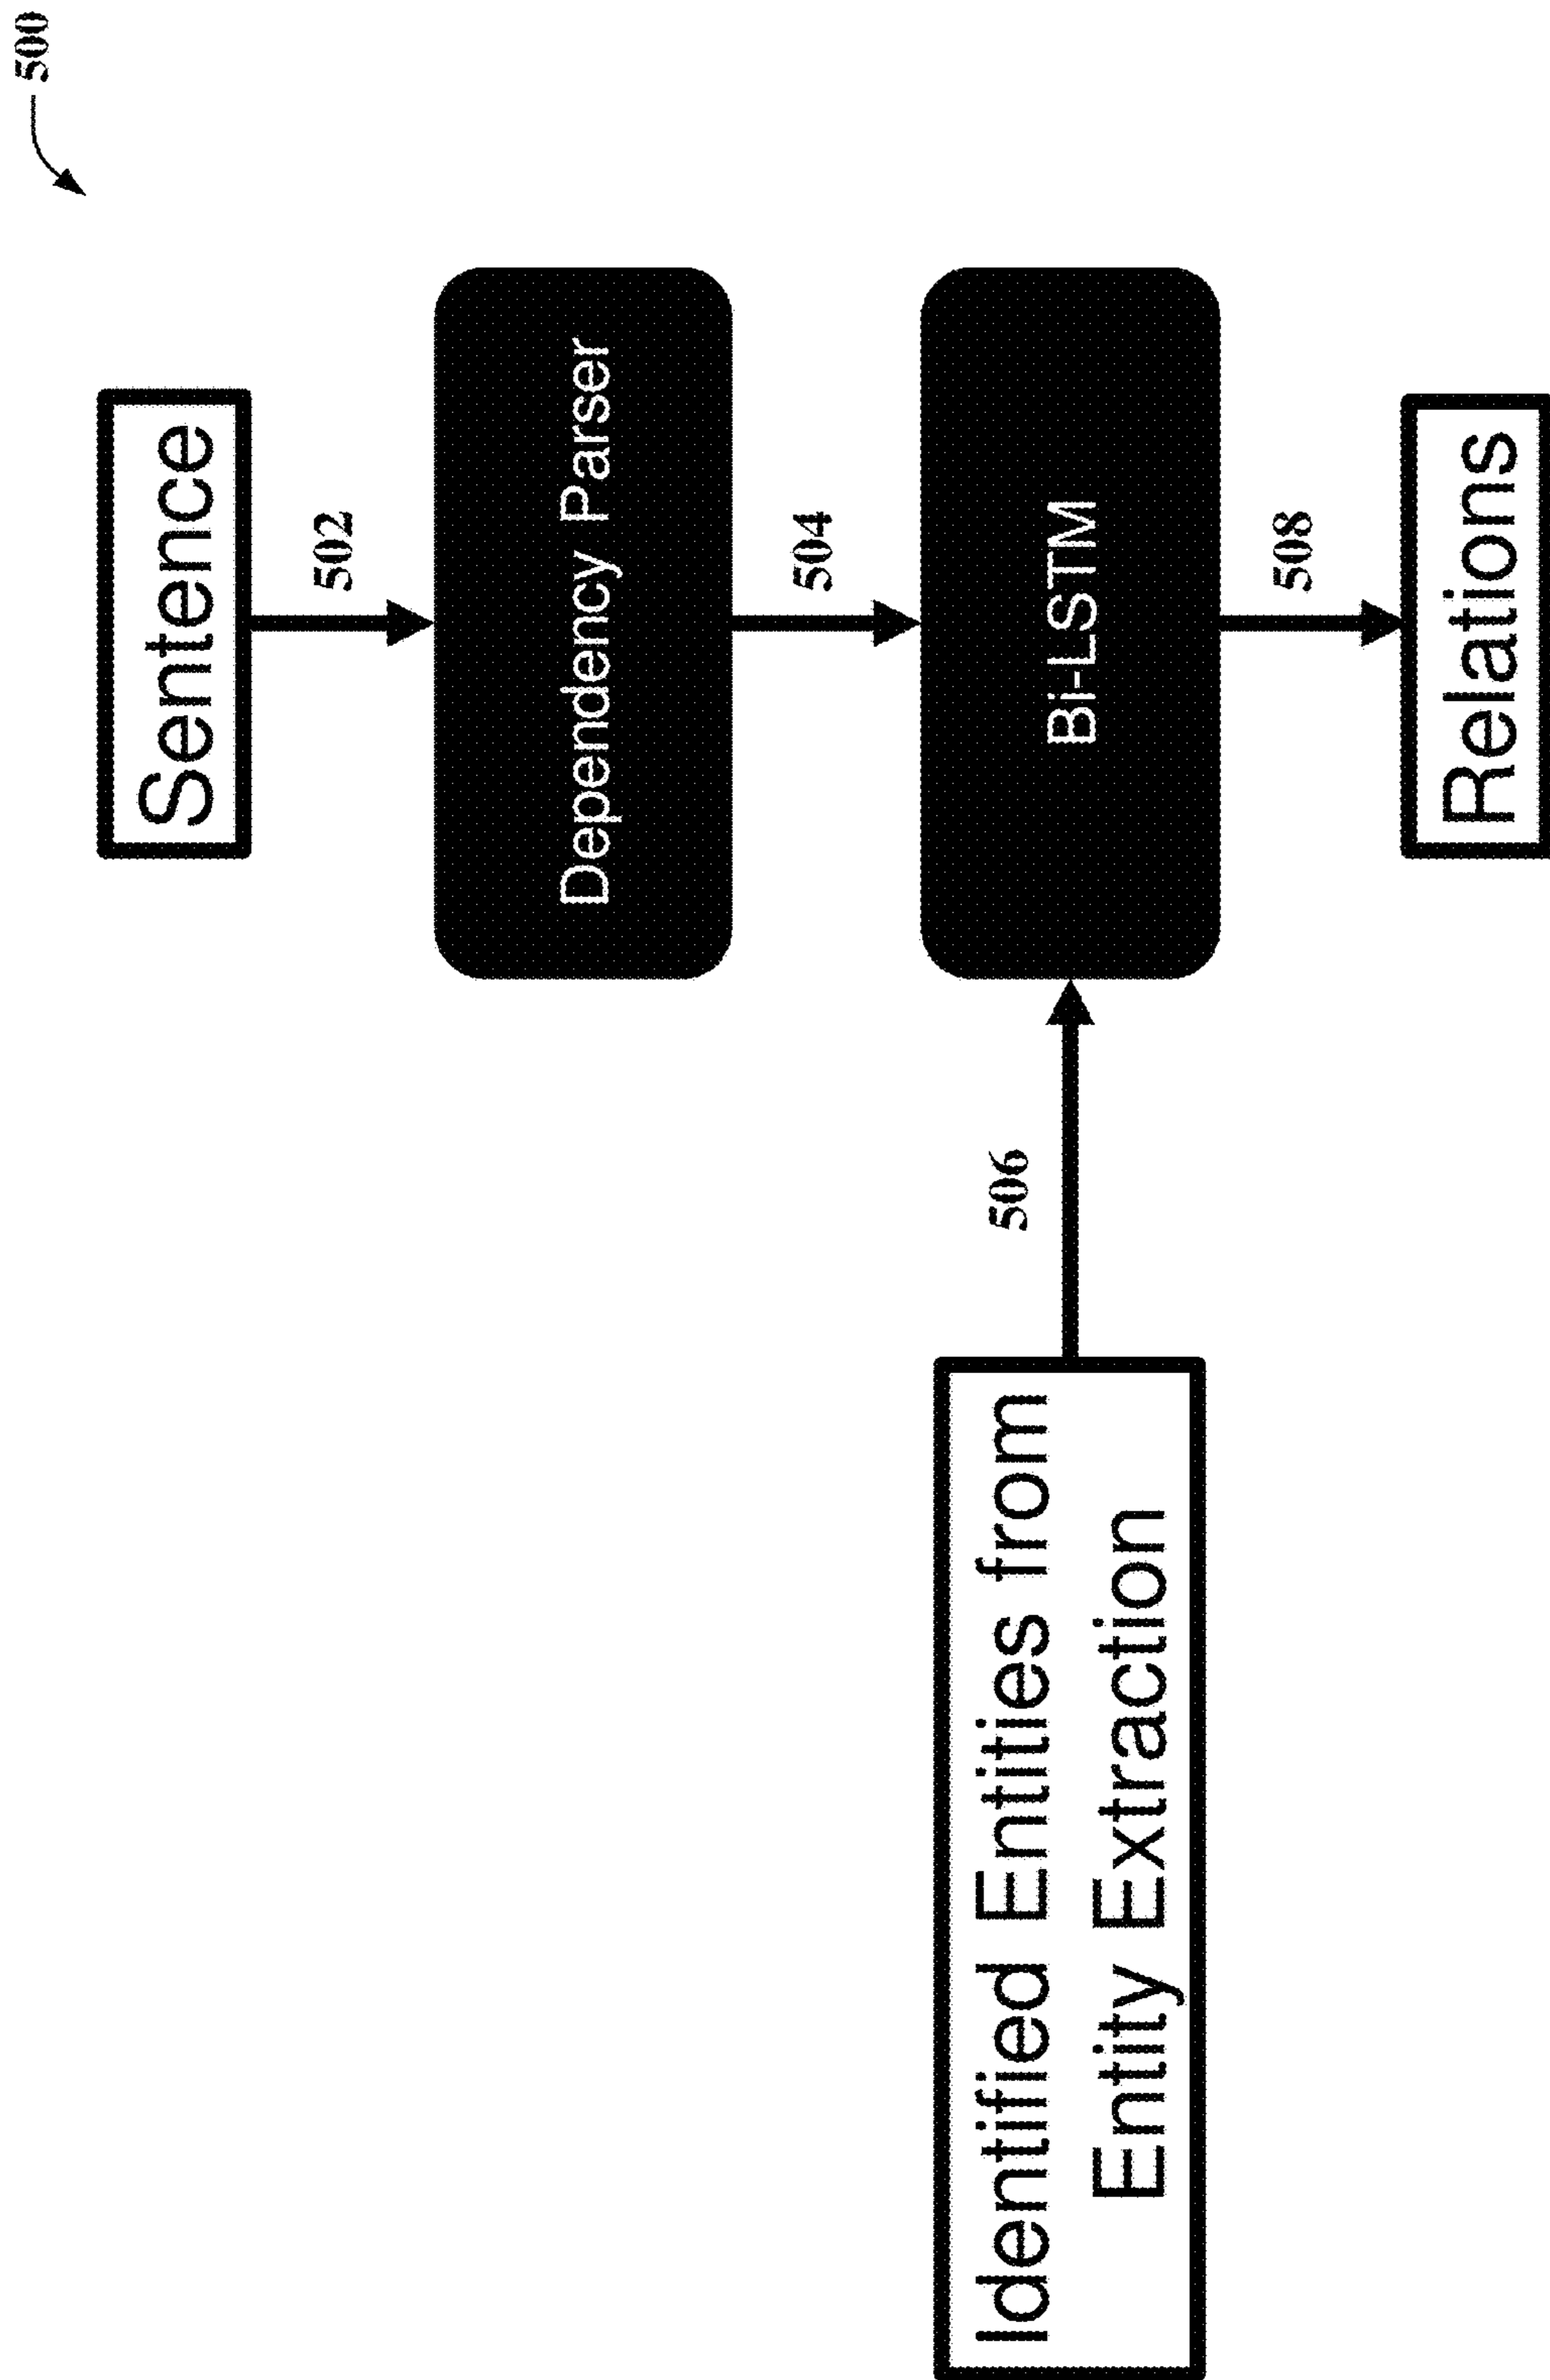 500
Sentence
502
Dependency Parser
504
Identified Entities from
Entity Extraction
506
Bi-LSTM
508
Relations